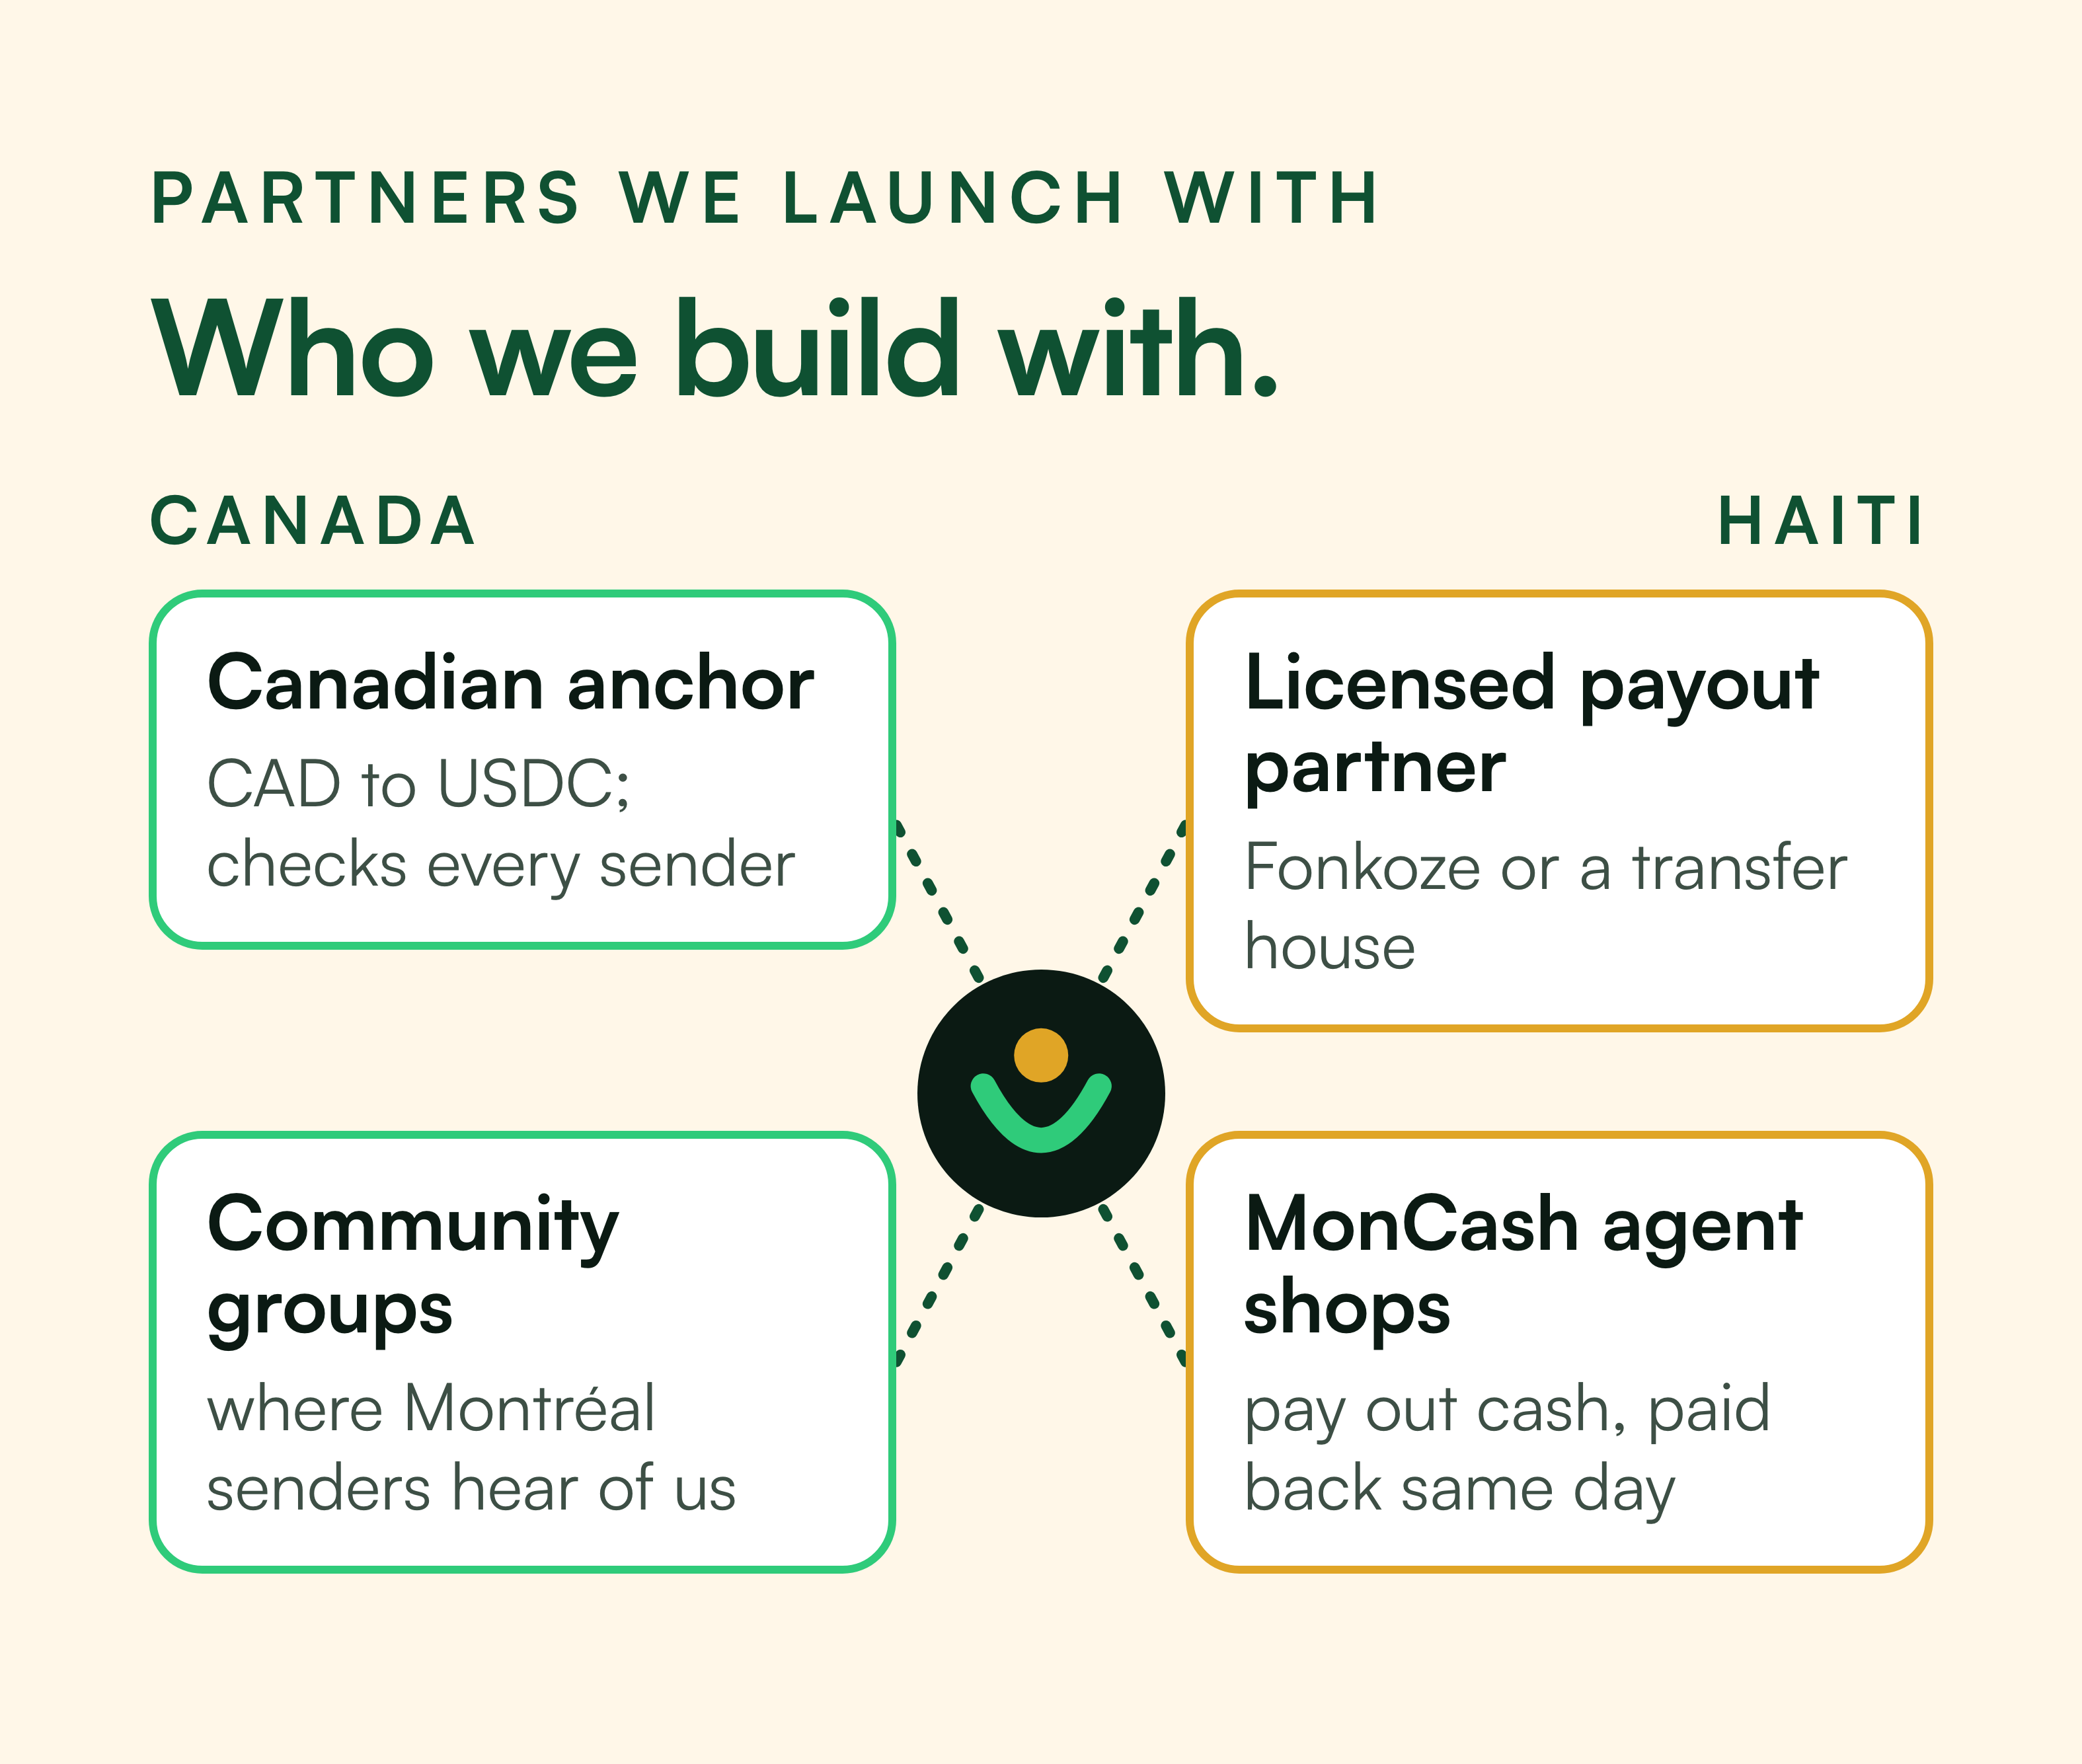 PARTNERS WE LAUNCH WITH
Who we build with.
CANADA
HAITI
Canadian anchor
CAD to USDC;
checks every sender
Licensed payout
partner
Fonkoze or a transfer
house
Community
groups
where Montréal
senders hear of us
MonCash agent
shops
pay out cash, paid
back same day